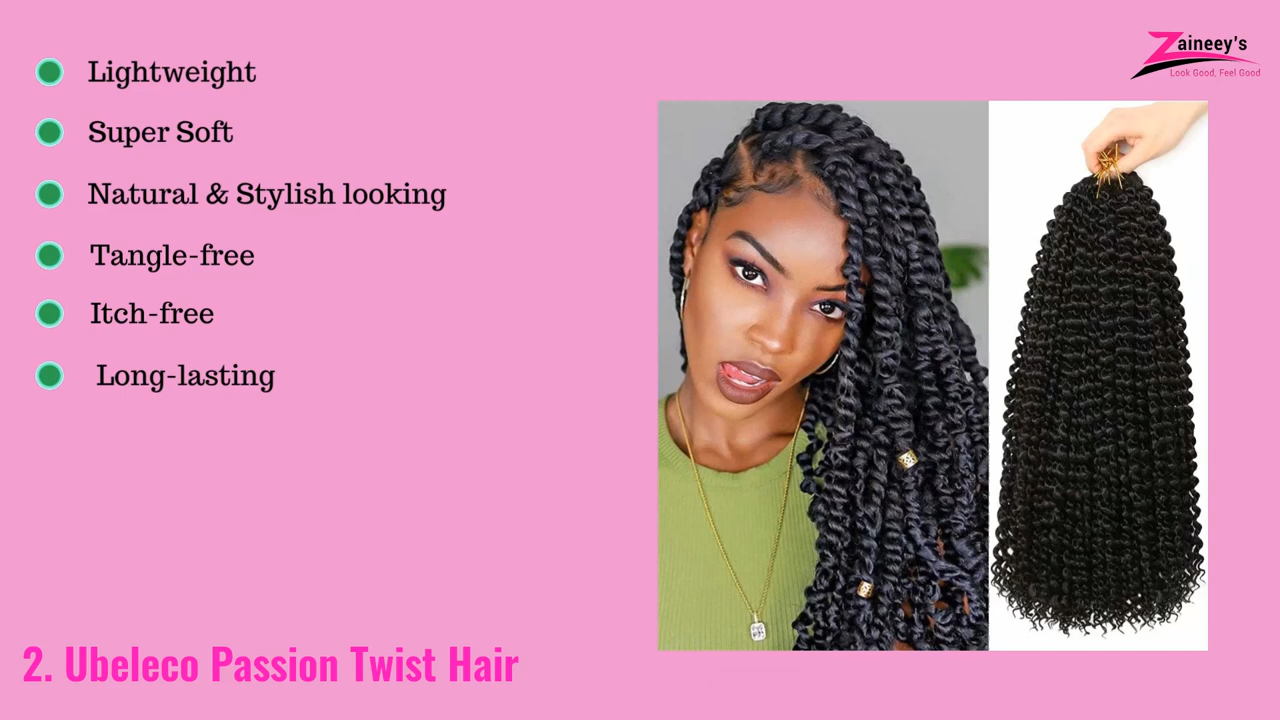 Zaineey's
Look Good, Feel Good
Lightweight
Super Soft
Natural & Stylish looking
Tangle-free
Itch-free
Long-lasting
2. Ubeleco Passion Twist Hair